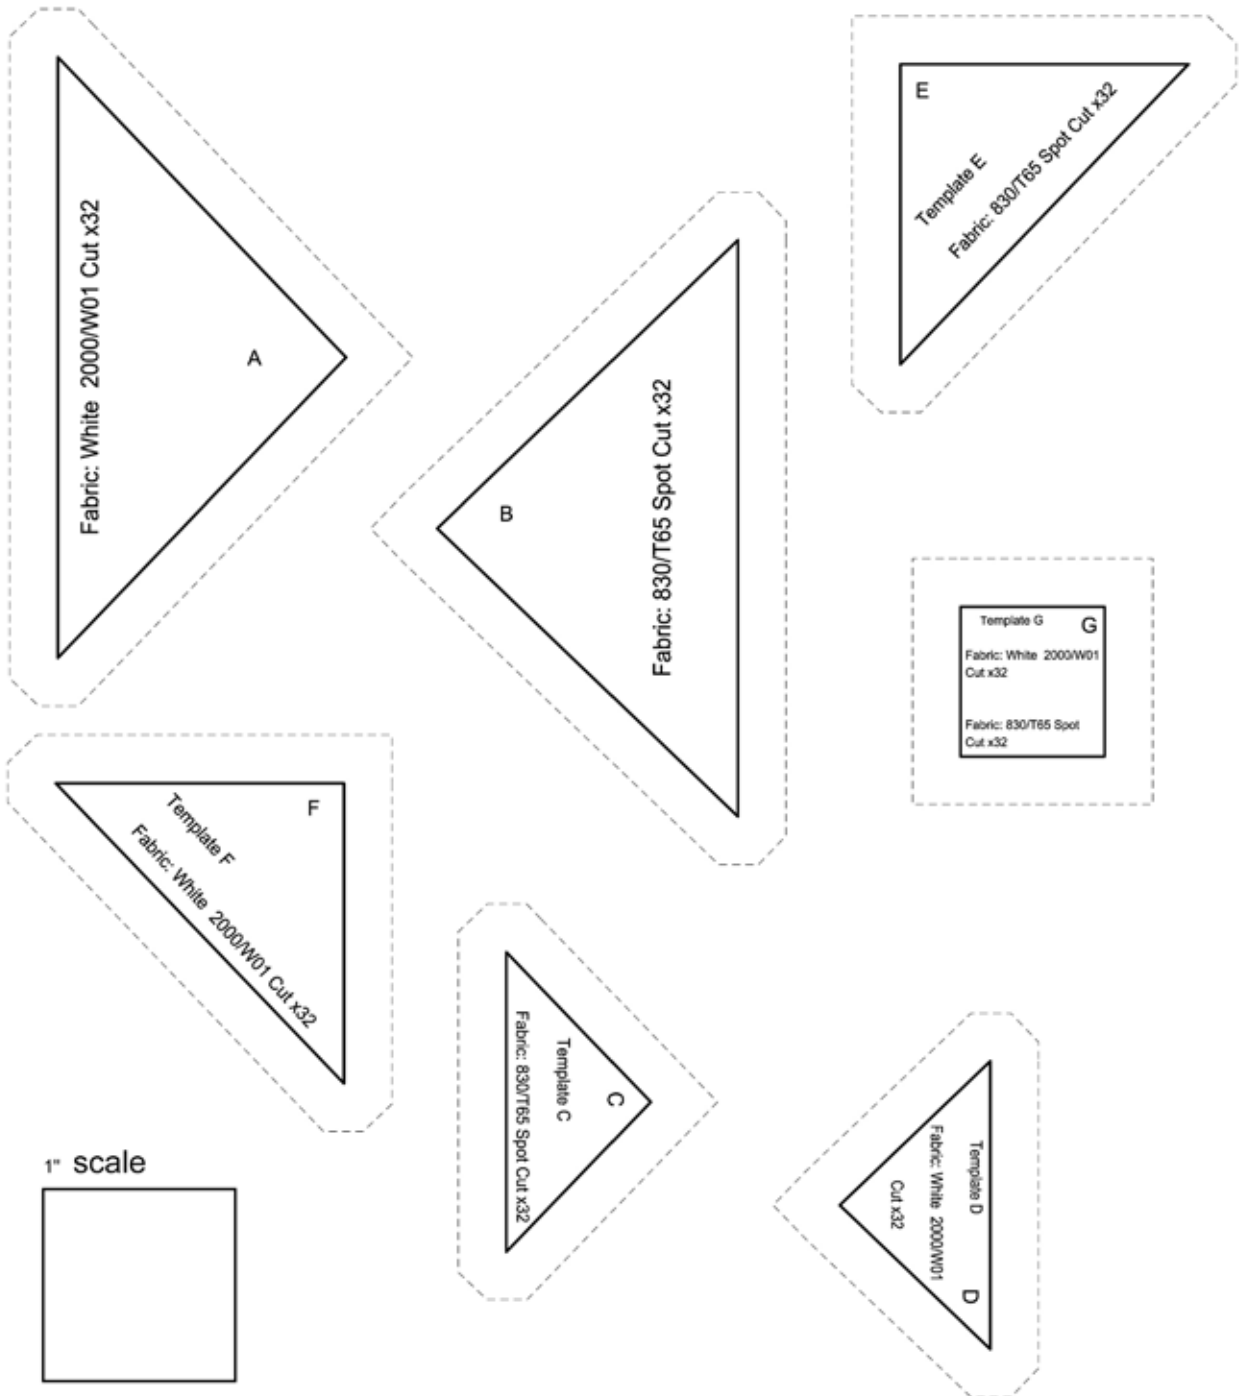 Fabric: White 2000/W01 Cut x32
A
E
Template E
Fabric: 830/T65 Spot Cut x32
B
Fabric: 830/T65 Spot Cut x32
Template G
G
Fabric: White 2000/W01
Cut x32
Fabric: 830/T65 Spot
Cut x32
F
Template F
Fabric: White 2000/W01 Cut x32
C
Template C
Fabric: 830/T65 Spot Cut x32
Template D
Fabric: White 2000/W01
Cut x32
D
1" scale